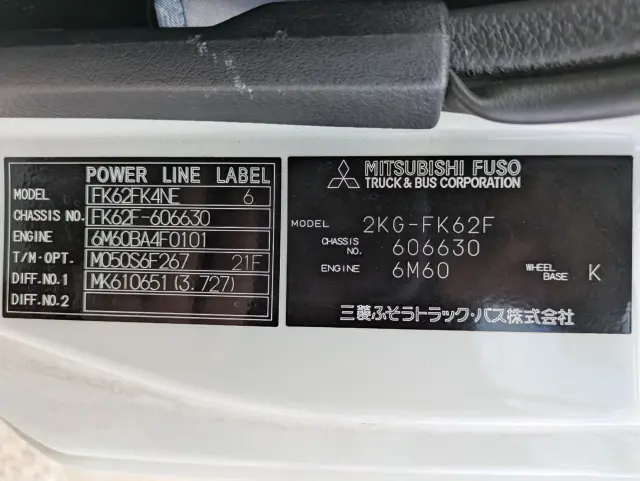 POWER LINE LABEL
MODEL FK62FK4NE 6
CHASSIS NO. FK62F-606630
ENGINE 6M60BA4F0101
T/M·OPT. M050S6F267 21F
DIFF.NO.1 MK610651(3.727)
DIFF.NO.2
MITSUBISHI FUSO
TRUCK & BUS CORPORATION
MODEL 2KG-FK62F
CHASSIS NO. 606630
ENGINE 6M60 WHEEL BASE K
三菱ふそうトラック・バス株式会社